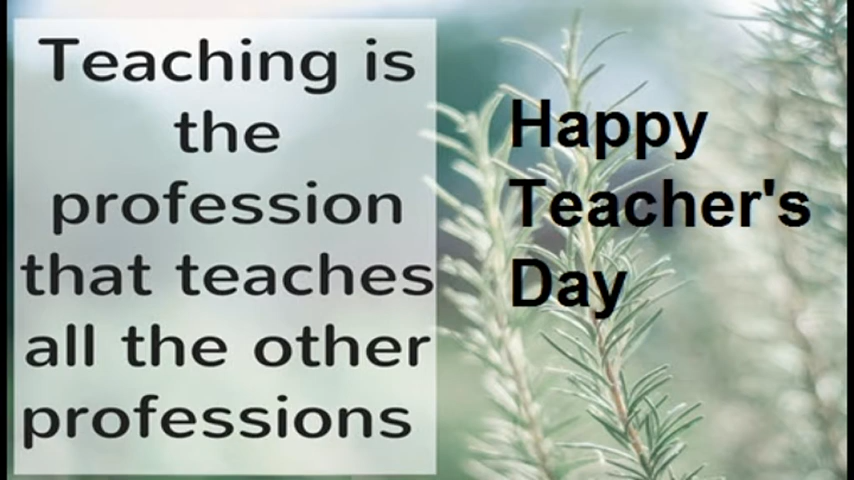 Teaching is
the
profession
that teaches
all the other
professions
Happy
Teacher's
Day